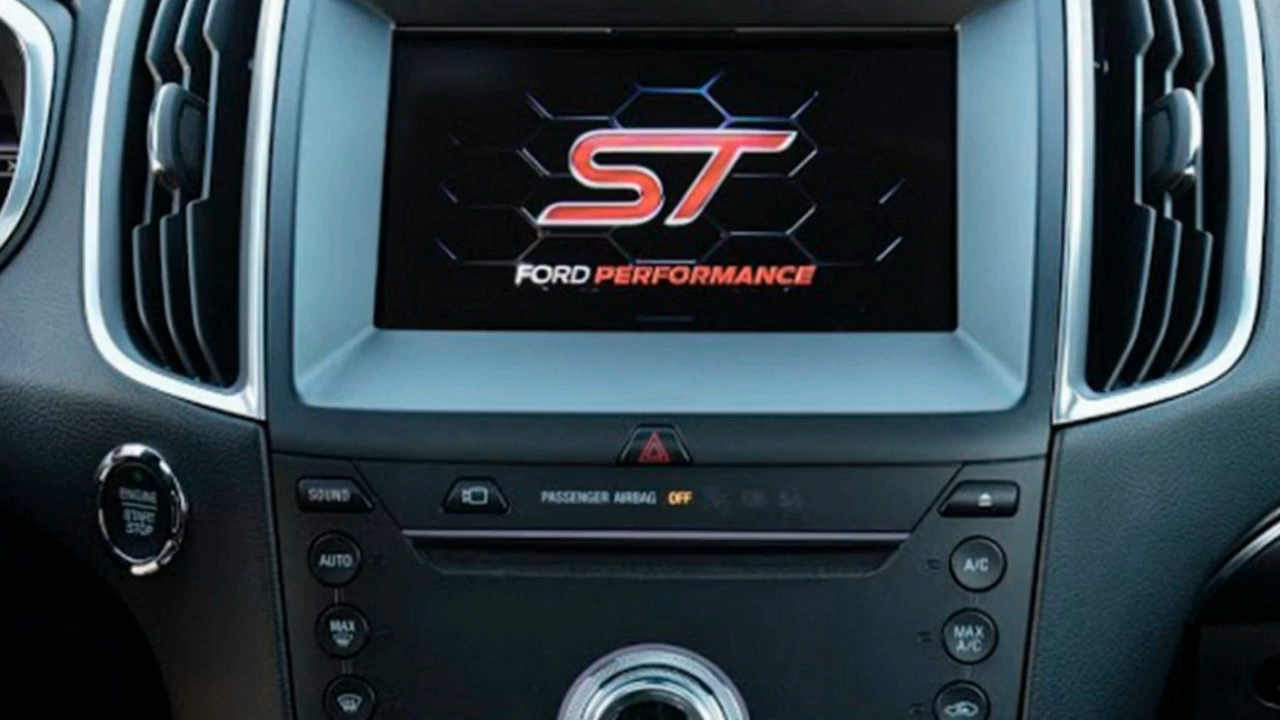 ST
FORD PERFORMANCE
ENGINE
START
STOP
SOUND
PASSENGER AIRBAG OFF
AUTO
A/C
MAX
MAX
A/C